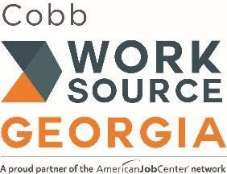 Cobb
WORK
SOURCE
GEORGIA
A proud partner of the AmericanJobCenter network